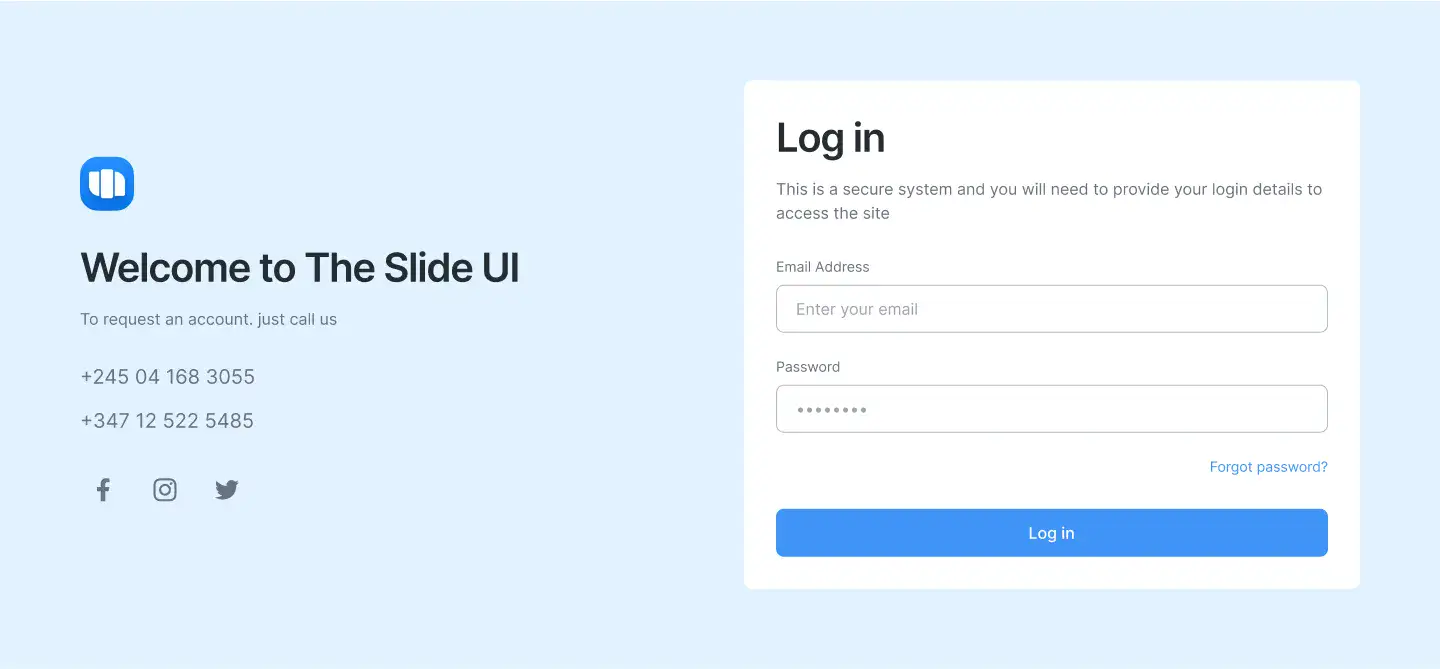 Welcome to The Slide UI
To request an account. just call us
+245 04 168 3055
+347 12 522 5485
Log in
This is a secure system and you will need to provide your login details to
access the site
Email Address
Enter your email
Password
••••••••
Forgot password?
Log in